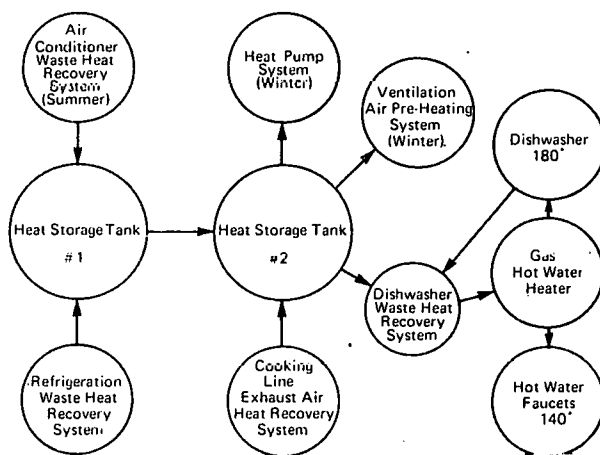 Air
Conditioner
Waste Heat
Recovery
System
(Summer)
Heat Pump
System
(Winter)
Ventilation
Air Pre-Heating
System
(Winter).
Dishwasher
180°
Heat Storage Tank
#1
Heat Storage Tank
#2
Gas
Hot Water
Heater
Dishwasher
Waste Heat
Recovery
System
Refrigeration
Waste Heat
Recovery
System
Cooking
Line
Exhaust Air
Heat Recovery
System
Hot Water
Faucets
140°